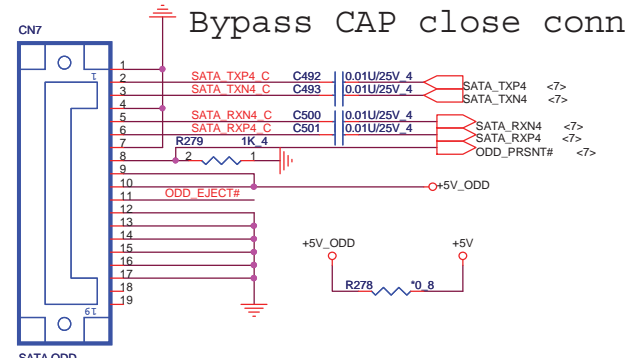 Bypass CAP close conn
CN7
1
1
2 SATA_TXP4_C C492 0.01U/25V_4 SATA_TXP4 <7>
3 SATA_TXN4_C C493 0.01U/25V_4 SATA_TXN4 <7>
4
5 SATA_RXN4_C C500 0.01U/25V_4 SATA_RXN4 <7>
6 SATA_RXP4_C C501 0.01U/25V_4 SATA_RXP4 <7>
7 R279 1K_4 ODD_PRSNT# <7>
8 2 1
9
10 +5V_ODD
11 ODD_EJECT#
12
13
14 +5V_ODD +5V
15
16
17 R278 *0_8
18
19
19
SATA ODD